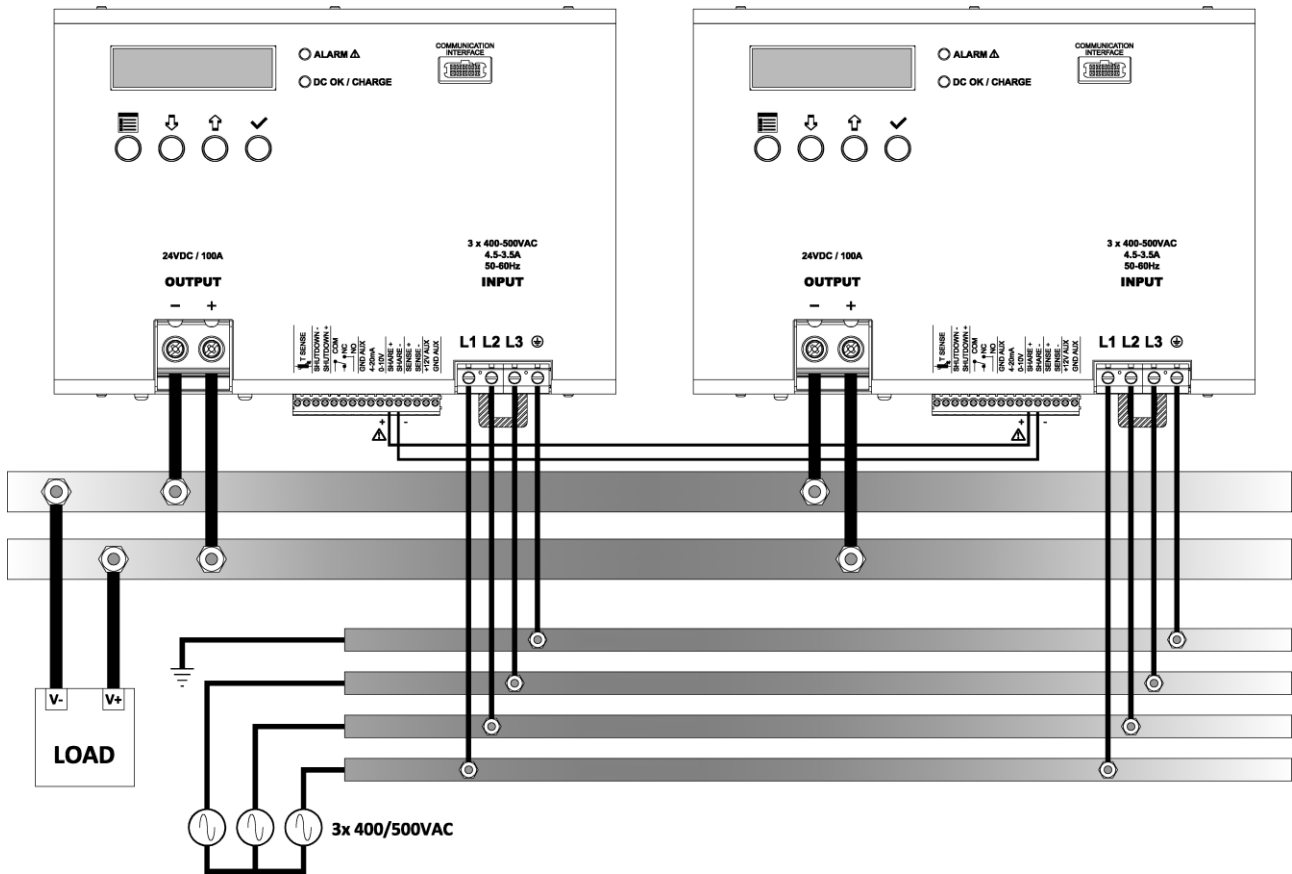 ALARM
COMMUNICATION
INTERFACE
DC OK / CHARGE
24VDC / 100A
OUTPUT
- +
3 x 400-500VAC
4.5-3.5A
50-60Hz
INPUT
T SENSE
SHUTDOWN -
SHUTDOWN +
COM
NC
NO
GND AUX
4-20mA
0-10V
SHARE +
SHARE -
SENSE +
SENSE -
+12V AUX
GND AUX
L1 L2 L3
+ -
ALARM
COMMUNICATION
INTERFACE
DC OK / CHARGE
24VDC / 100A
OUTPUT
- +
3 x 400-500VAC
4.5-3.5A
50-60Hz
INPUT
T SENSE
SHUTDOWN -
SHUTDOWN +
COM
NC
NO
GND AUX
4-20mA
0-10V
SHARE +
SHARE -
SENSE +
SENSE -
+12V AUX
GND AUX
L1 L2 L3
+ -
V- V+
LOAD
3x 400/500VAC